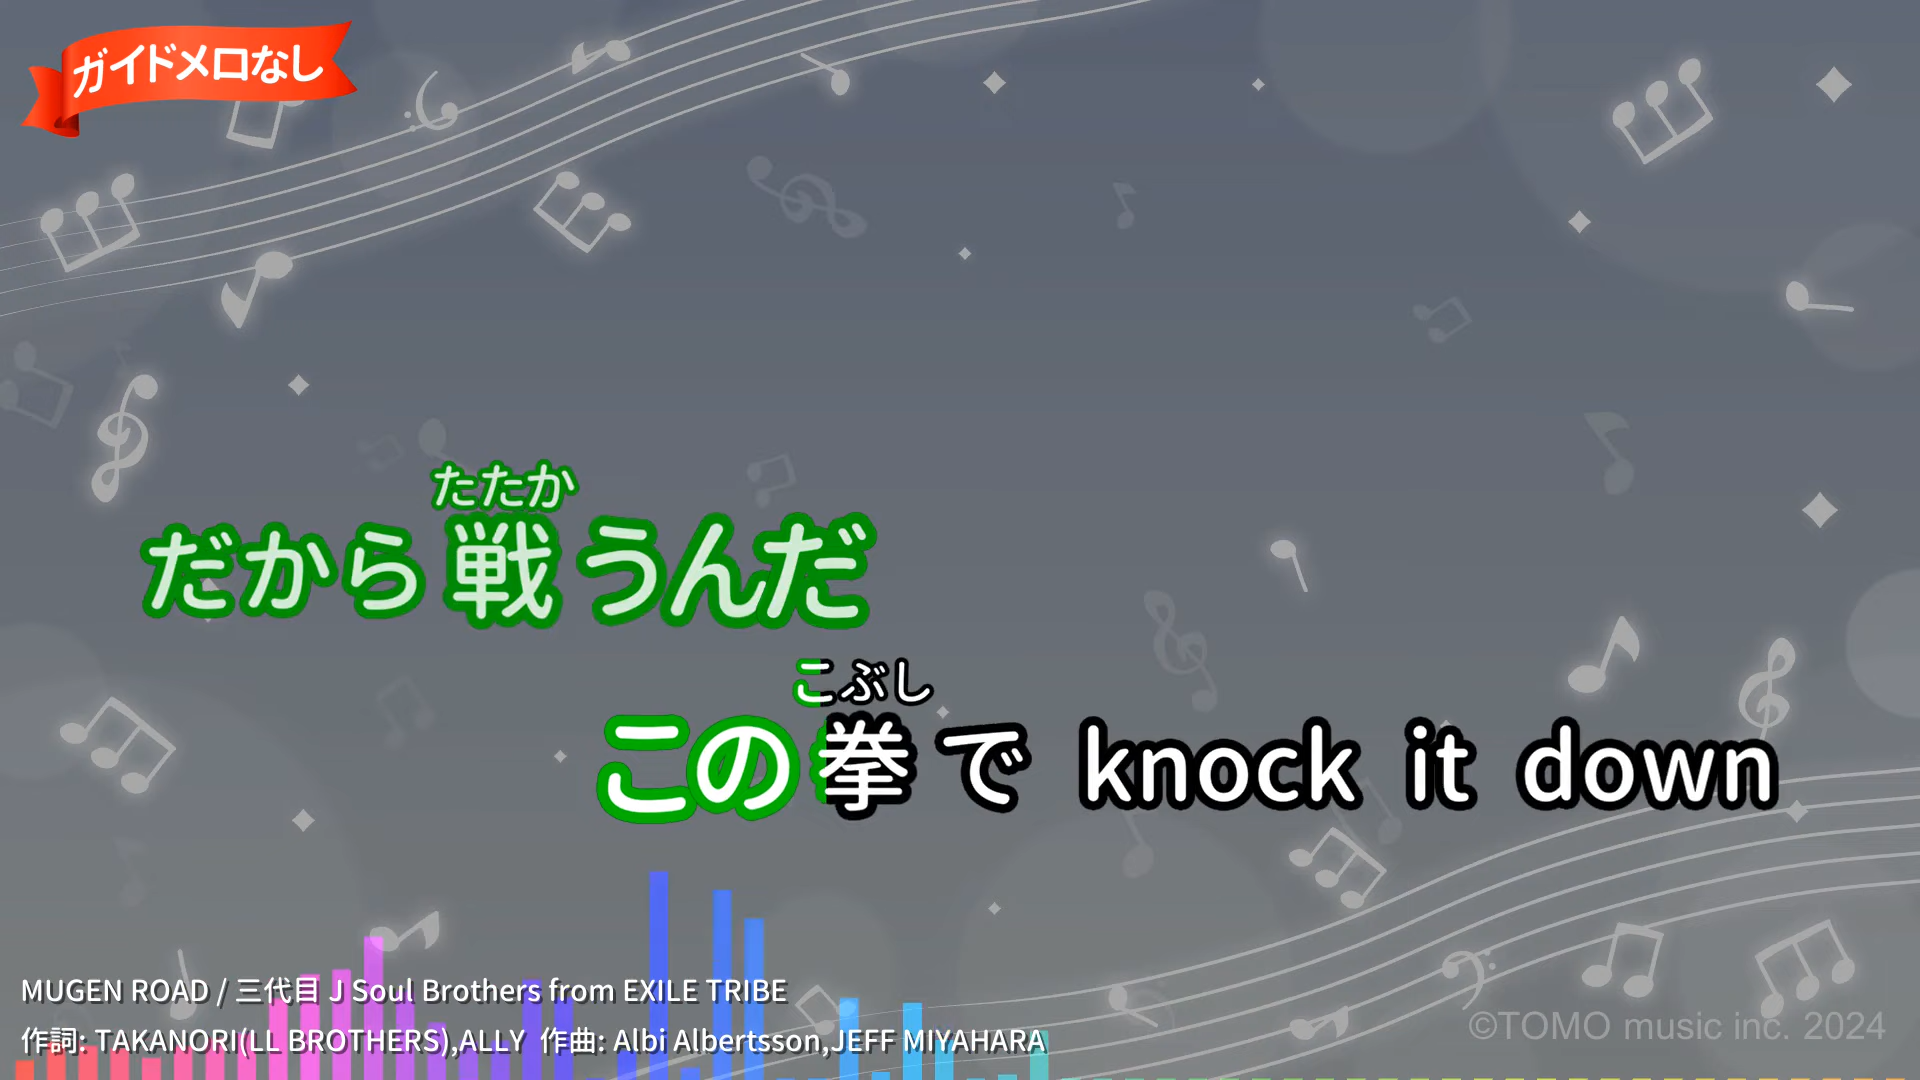 ガイドメロなし
たたか
だから戦うんだ
こぶし
この拳で knock it down
MUGEN ROAD / 三代目 J Soul Brothers from EXILE TRIBE
作詞: TAKANORI(LL BROTHERS),ALLY 作曲: Albi Albertsson,JEFF MIYAHARA
©TOMO music inc. 2024